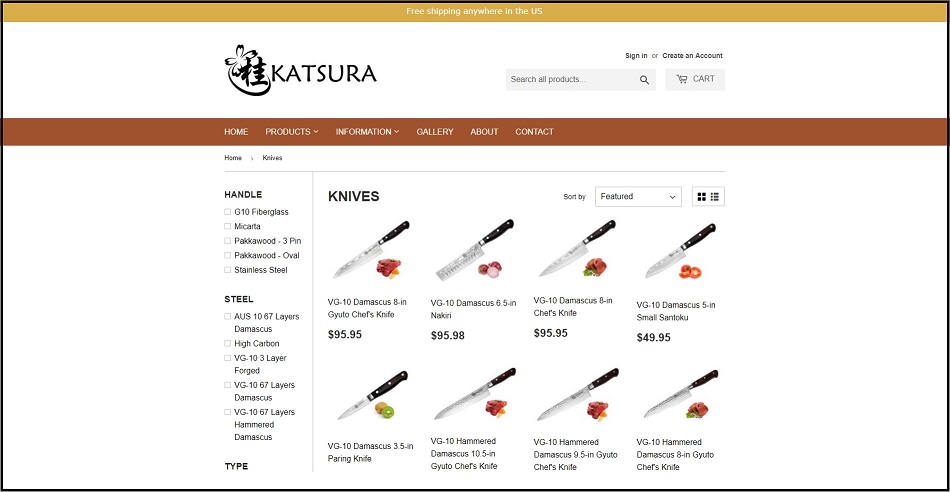 Free shipping anywhere in the US
桂 KATSURA
Sign in or Create an Account
Search all products...
CART
HOME PRODUCTS INFORMATION GALLERY ABOUT CONTACT
Home › Knives
HANDLE
G10 Fiberglass
Micarta
Pakkawood - 3 Pin
Pakkawood - Oval
Stainless Steel
STEEL
AUS 10 67 Layers
Damascus
High Carbon
VG-10 3 Layer
Forged
VG-10 67 Layers
Damascus
VG-10 67 Layers
Hammered
Damascus
TYPE
KNIVES
Sort by Featured
VG-10 Damascus 8-in
Gyuto Chef's Knife
$95.95
VG-10 Damascus 6.5-in
Nakiri
$95.98
VG-10 Damascus 8-in
Chef's Knife
$95.95
VG-10 Damascus 5-in
Small Santoku
$49.95
VG-10 Damascus 3.5-in
Paring Knife
VG-10 Hammered
Damascus 10.5-in
Gyuto Chef's Knife
VG-10 Hammered
Damascus 9.5-in Gyuto
Chef's Knife
VG-10 Hammered
Damascus 8-in Gyuto
Chef's Knife